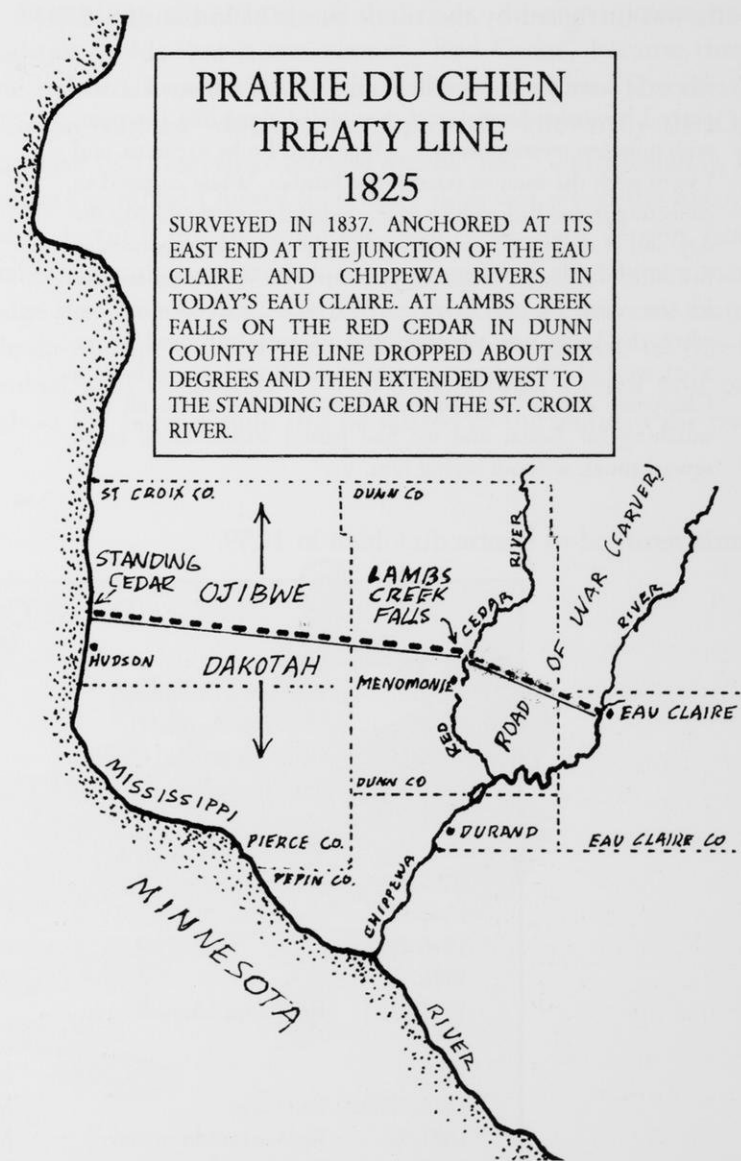 PRAIRIE DU CHIEN
TREATY LINE
1825
SURVEYED IN 1837. ANCHORED AT ITS
EAST END AT THE JUNCTION OF THE EAU
CLAIRE AND CHIPPEWA RIVERS IN
TODAY'S EAU CLAIRE. AT LAMBS CREEK
FALLS ON THE RED CEDAR IN DUNN
COUNTY THE LINE DROPPED ABOUT SIX
DEGREES AND THEN EXTENDED WEST TO
THE STANDING CEDAR ON THE ST. CROIX
RIVER.
ST CROIX CO.
DUNN CO
STANDING
CEDAR
OJIBWE
LAMBS
CREEK
FALLS
RED CEDAR RIVER
ROAD OF WAR (CARVER)
RIVER
HUDSON
DAKOTAH
MENOMONIE
EAU CLAIRE
DUNN CO
MISSISSIPPI RIVER
PIERCE CO.
DURAND
EAU CLAIRE CO
PEPIN CO.
CHIPPEWA
MINNESOTA